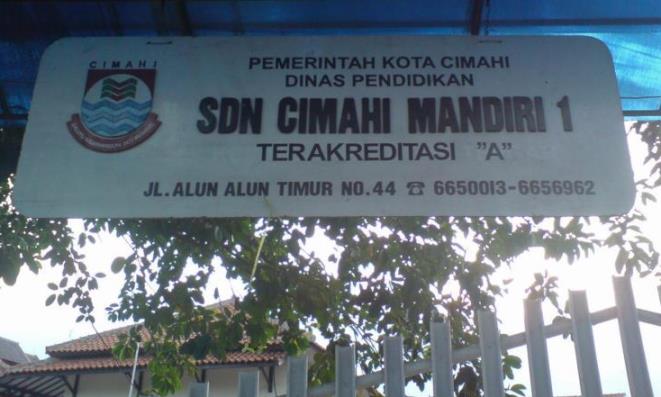 CIMAHI
PEMERINTAH KOTA CIMAHI
DINAS PENDIDIKAN
SDN CIMAHI MANDIRI 1
TERAKREDITASI "A"
JL. ALUN ALUN TIMUR NO.44 ☎ 6650013-6656962